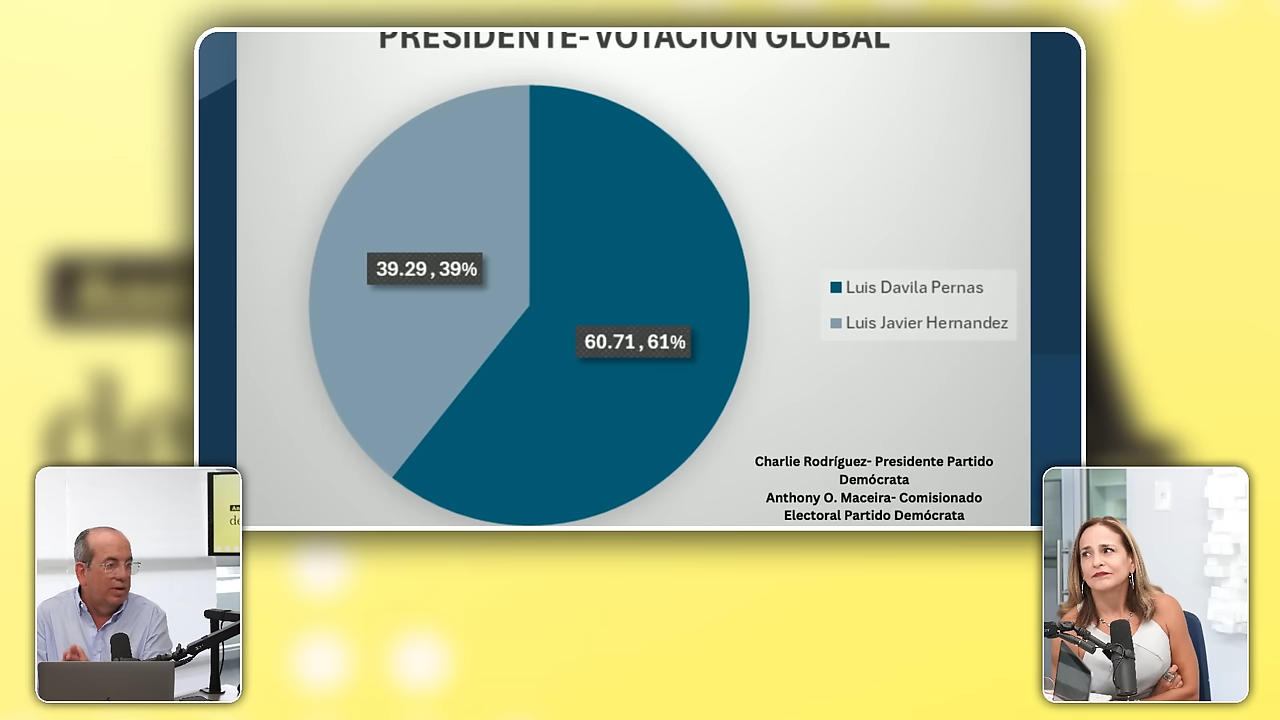 PRESIDENTE- VOTACION GLOBAL
39.29 , 39%
60.71 , 61%
Luis Davila Pernas
Luis Javier Hernandez
Charlie Rodríguez- Presidente Partido
Demócrata
Anthony O. Maceira- Comisionado
Electoral Partido Demócrata